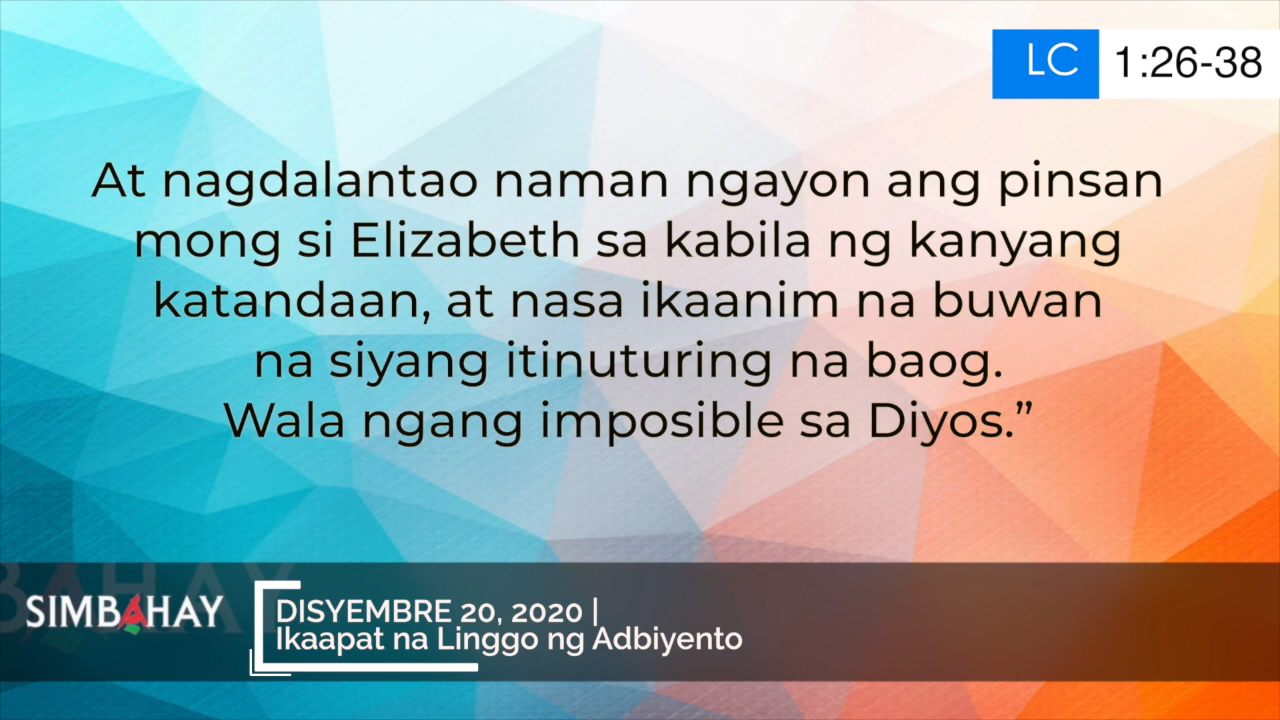 LC 1:26-38
At nagdalantao naman ngayon ang pinsan
mong si Elizabeth sa kabila ng kanyang
katandaan, at nasa ikaanim na buwan
na siyang itinuturing na baog.
Wala ngang imposible sa Diyos.”
SIMBAHAY
DISYEMBRE 20, 2020 |
Ikaapat na Linggo ng Adbiyento